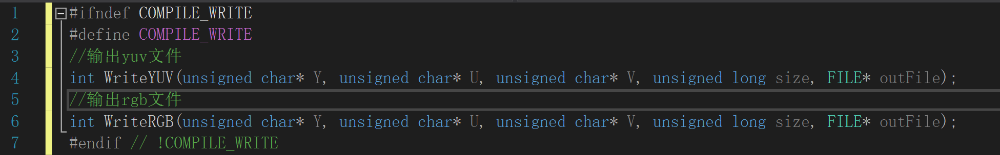 1 #ifndef COMPILE_WRITE
2 #define COMPILE_WRITE
3 //输出yuv文件
4 int WriteYUV(unsigned char* Y, unsigned char* U, unsigned char* V, unsigned long size, FILE* outFile);
5 //输出rgb文件
6 int WriteRGB(unsigned char* Y, unsigned char* U, unsigned char* V, unsigned long size, FILE* outFile);
7 #endif // !COMPILE_WRITE